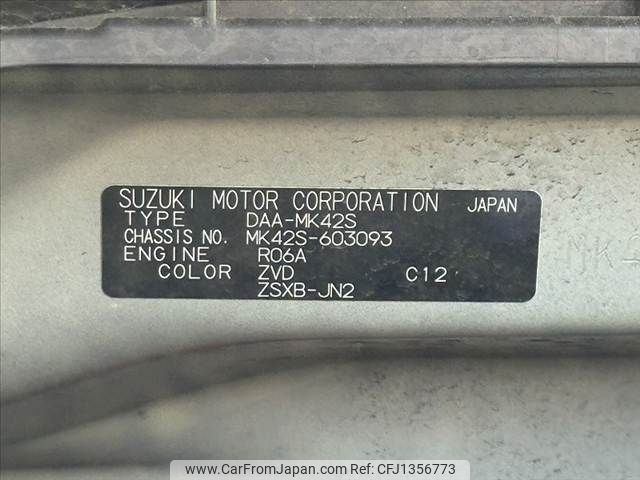 SUZUKI MOTOR CORPORATION JAPAN
TYPE DAA-MK42S
CHASSIS NO. MK42S-603093
ENGINE R06A
COLOR ZVD C12
ZSXB-JN2
www.CarFromJapan.com | CFJ1356773